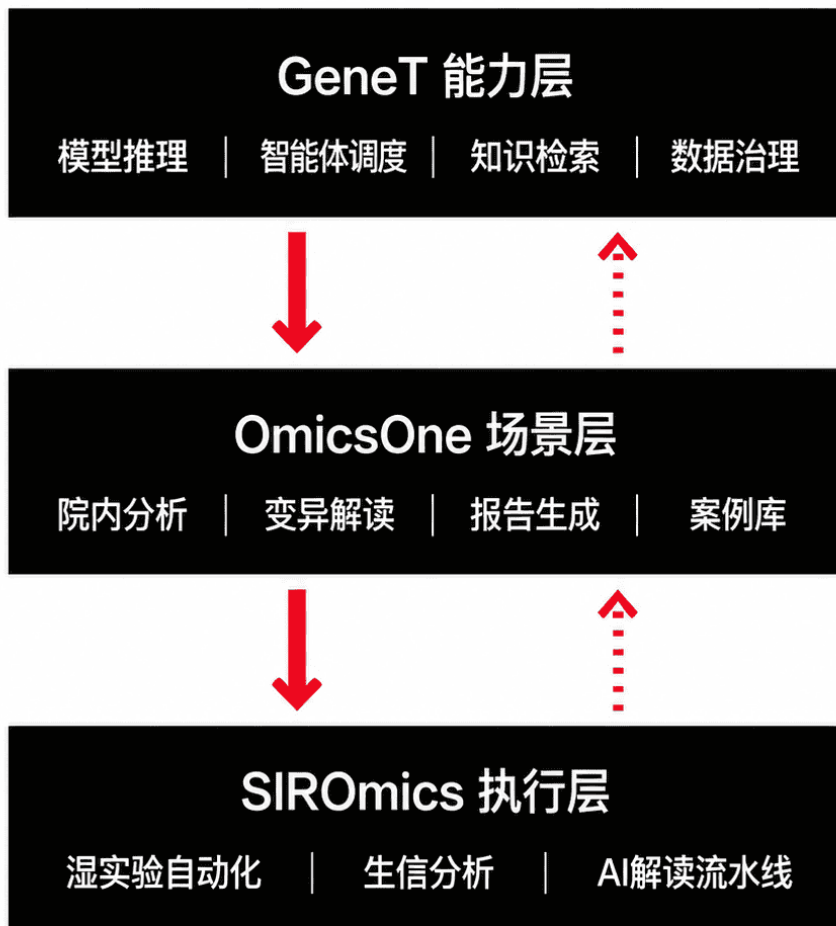 GeneT 能力层
模型推理 | 智能体调度 | 知识检索 | 数据治理
OmicsOne 场景层
院内分析 | 变异解读 | 报告生成 | 案例库
SIROmics 执行层
湿实验自动化 | 生信分析 | AI解读流水线